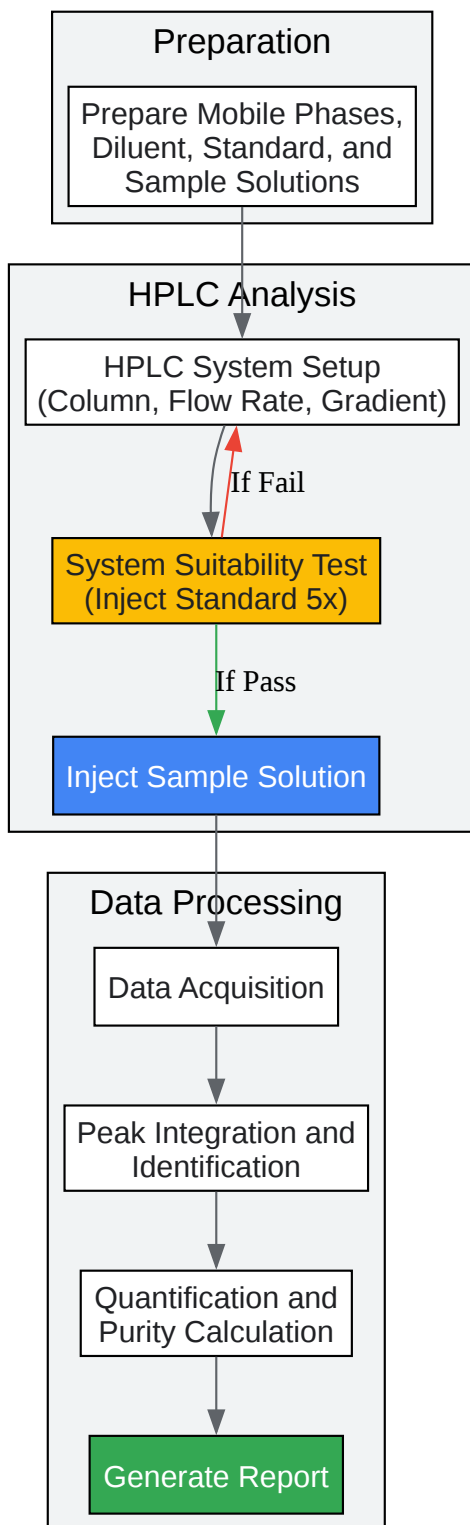 Preparation
Prepare Mobile Phases,
Diluent, Standard, and
Sample Solutions
HPLC Analysis
HPLC System Setup
(Column, Flow Rate, Gradient)
If Fail
System Suitability Test
(Inject Standard 5x)
If Pass
Inject Sample Solution
Data Processing
Data Acquisition
Peak Integration and
Identification
Quantification and
Purity Calculation
Generate Report